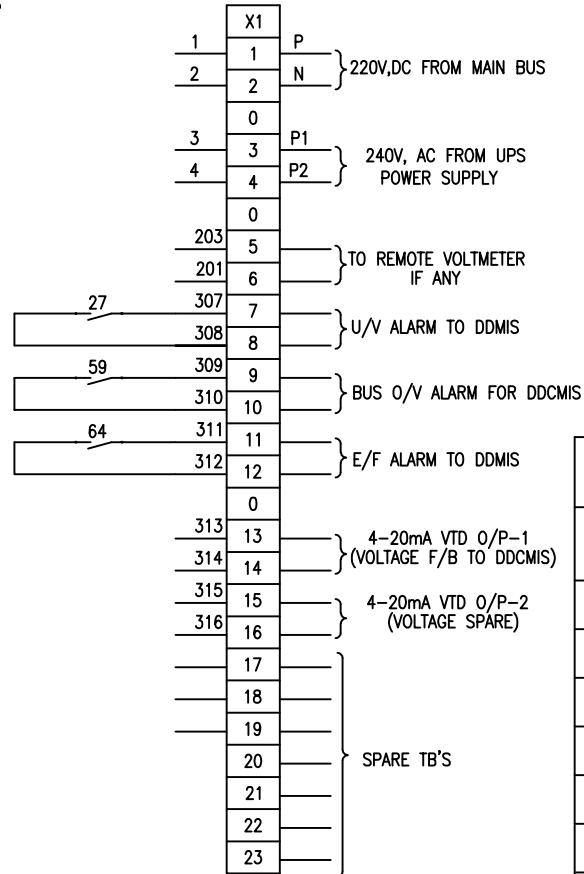 X1
1 1 P
2 2 N
220V,DC FROM MAIN BUS
0
3 3 P1
4 4 P2
240V, AC FROM UPS
POWER SUPPLY
0
203 5
201 6
TO REMOTE VOLTMETER
IF ANY
27 307 7
308 8
U/V ALARM TO DDMIS
59 309 9
310 10
BUS O/V ALARM FOR DDCMIS
64 311 11
312 12
E/F ALARM TO DDMIS
0
313 13
314 14
4-20mA VTD O/P-1
(VOLTAGE F/B TO DDCMIS)
315 15
316 16
4-20mA VTD O/P-2
(VOLTAGE SPARE)
17
18
19
20
SPARE TB'S
21
22
23